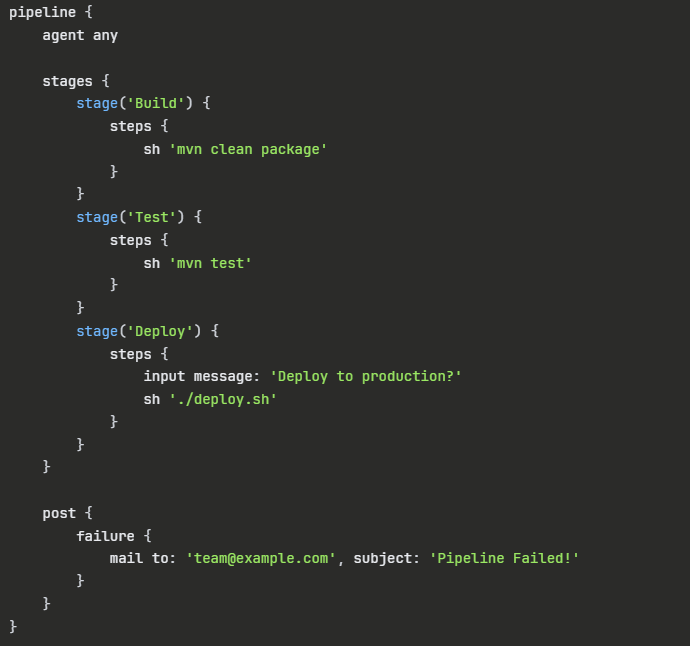 pipeline {
    agent any

    stages {
        stage('Build') {
            steps {
                sh 'mvn clean package'
            }
        }
        stage('Test') {
            steps {
                sh 'mvn test'
            }
        }
        stage('Deploy') {
            steps {
                input message: 'Deploy to production?'
                sh './deploy.sh'
            }
        }
    }

    post {
        failure {
            mail to: 'team@example.com', subject: 'Pipeline Failed!'
        }
    }
}